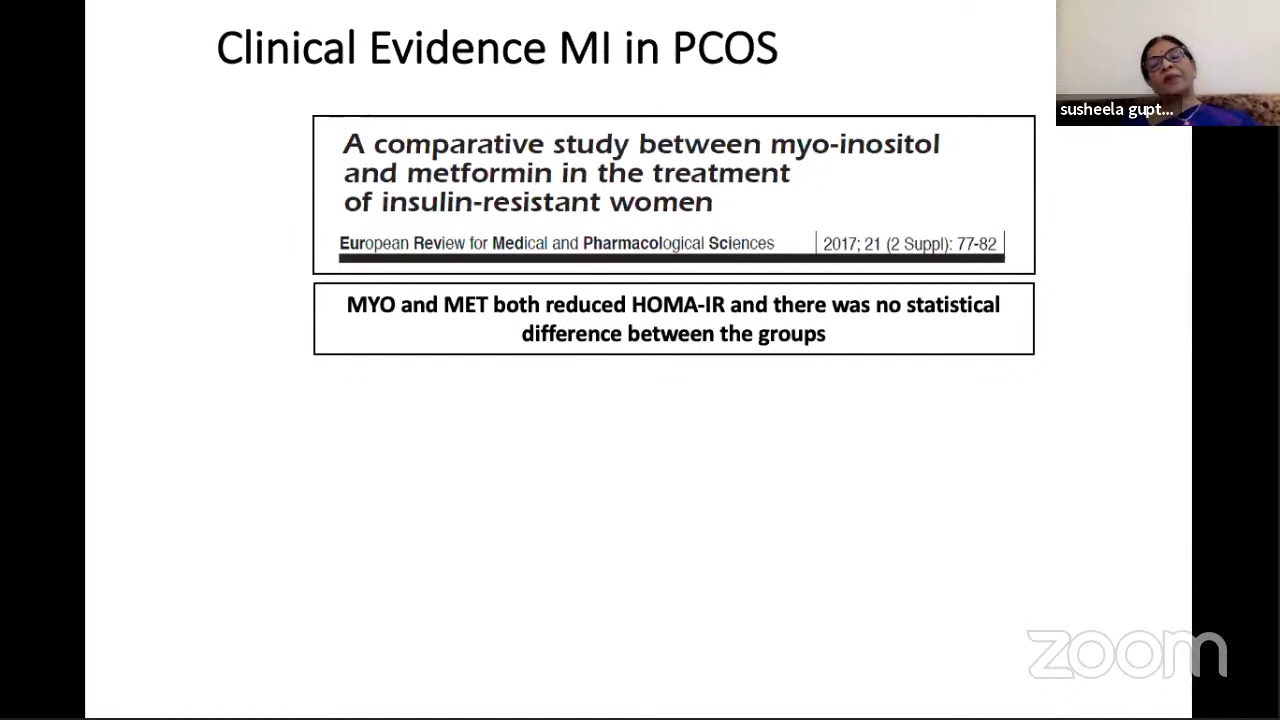 Clinical Evidence MI in PCOS
susheela gupt...
A comparative study between myo-inositol
and metformin in the treatment
of insulin-resistant women
European Review for Medical and Pharmacological Sciences
2017; 21 (2 Suppl): 77-82
MYO and MET both reduced HOMA-IR and there was no statistical
difference between the groups
zoom